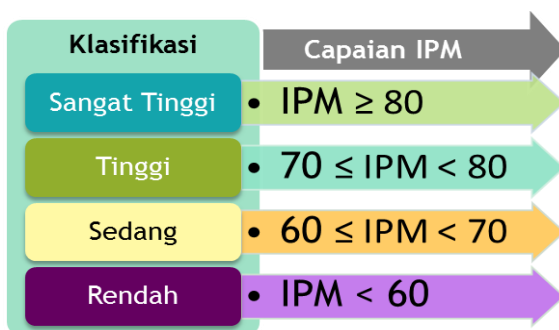 Klasifikasi
Capaian IPM
Sangat Tinggi
• IPM ≥ 80
Tinggi
• 70 ≤ IPM < 80
Sedang
• 60 ≤ IPM < 70
Rendah
• IPM < 60